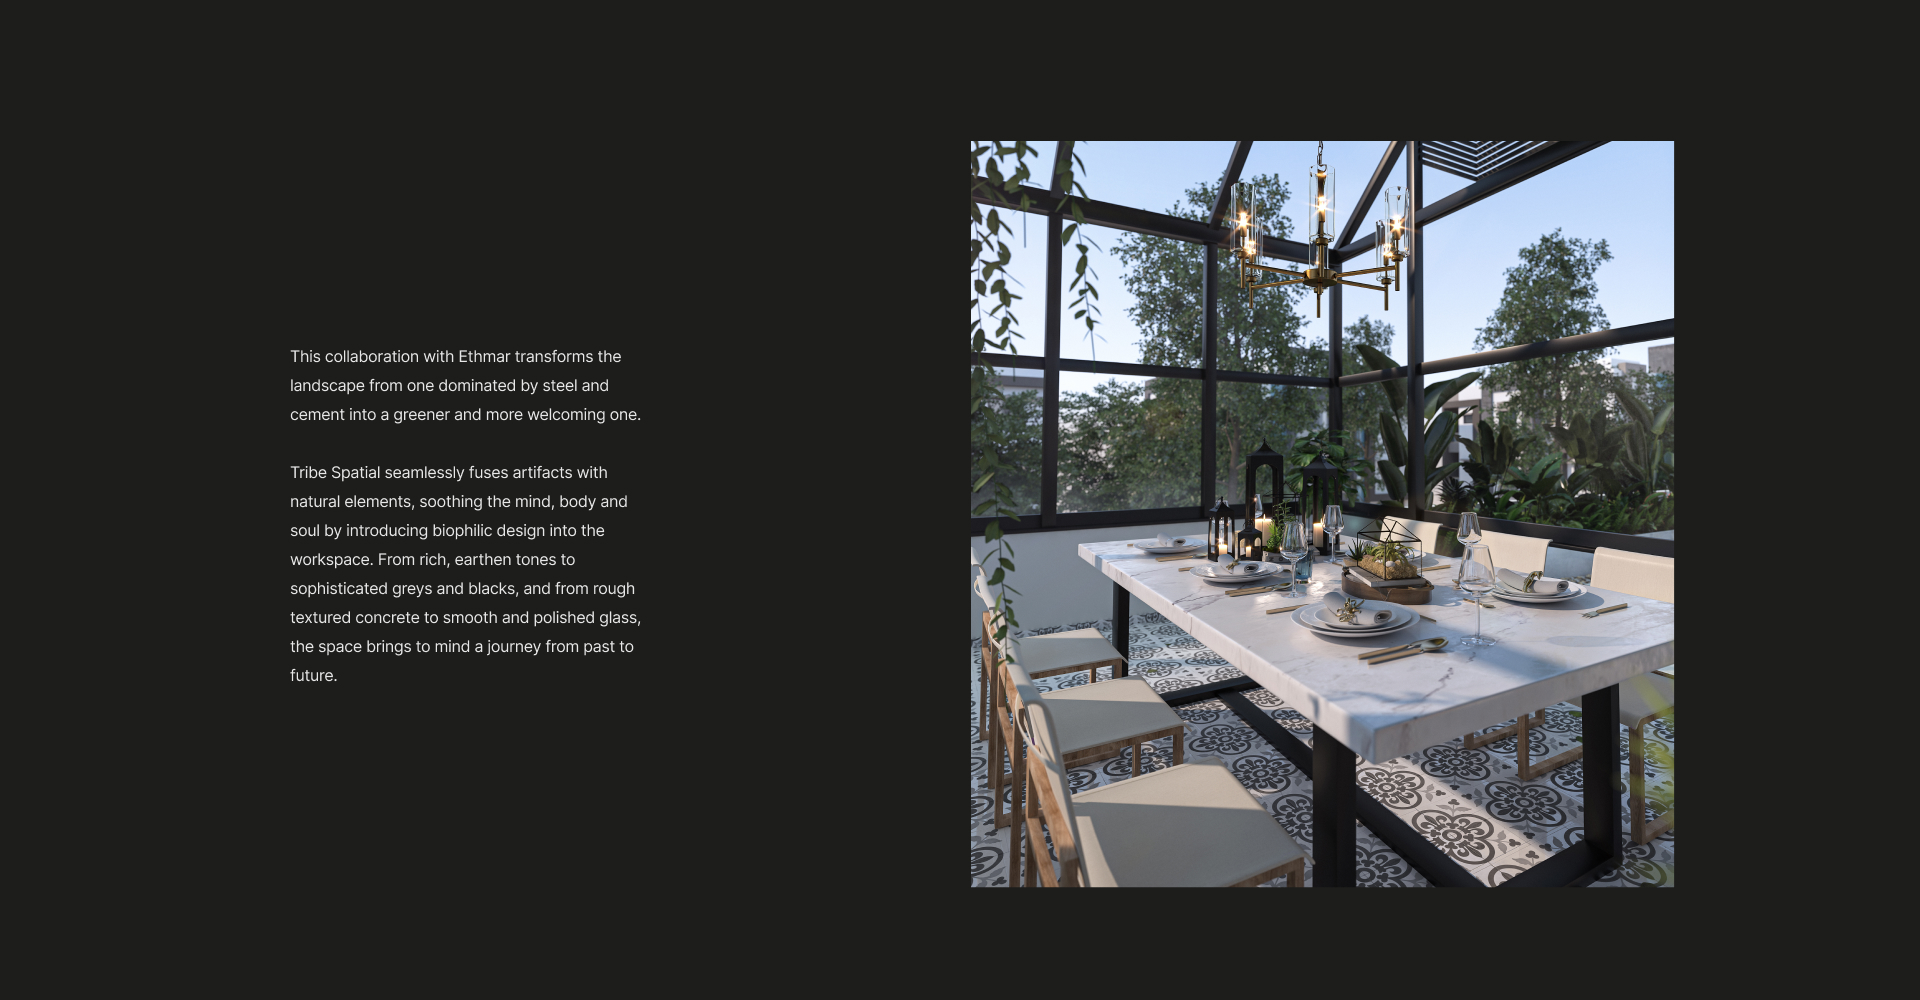 This collaboration with Ethmar transforms the
landscape from one dominated by steel and
cement into a greener and more welcoming one.
Tribe Spatial seamlessly fuses artifacts with
natural elements, soothing the mind, body and
soul by introducing biophilic design into the
workspace. From rich, earthen tones to
sophisticated greys and blacks, and from rough
textured concrete to smooth and polished glass,
the space brings to mind a journey from past to
future.